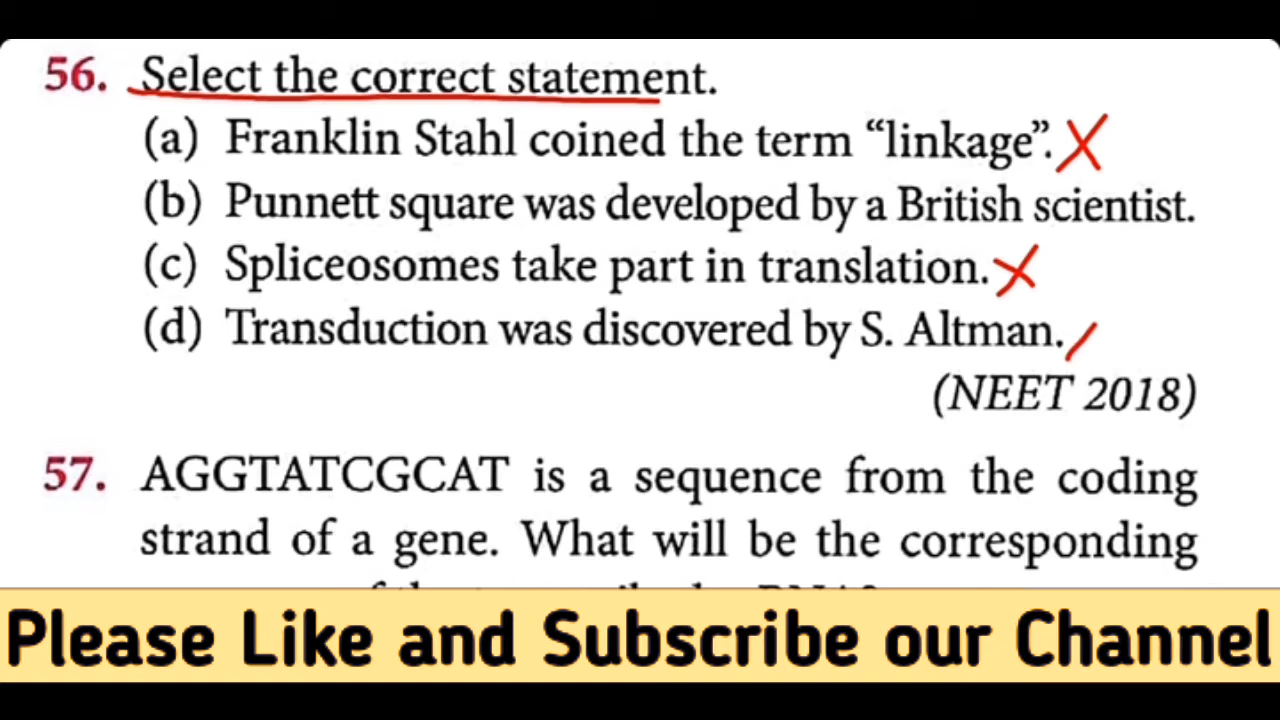 56. Select the correct statement.
(a) Franklin Stahl coined the term “linkage”.
(b) Punnett square was developed by a British scientist.
(c) Spliceosomes take part in translation.
(d) Transduction was discovered by S. Altman.
(NEET 2018)
57. AGGTATCGCAT is a sequence from the coding
strand of a gene. What will be the corresponding
Please Like and Subscribe our Channel